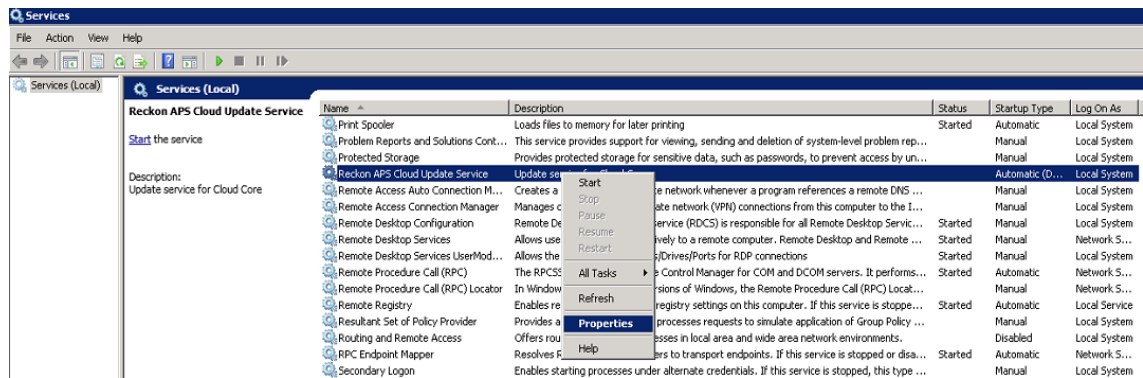 Services
File Action View Help
Services (Local)
Services (Local)
Reckon APS Cloud Update Service
Start the service
Description:
Update service for Cloud Core
Name Description Status Startup Type Log On As
Print Spooler Loads files to memory for later printing Started Automatic Local System
Problem Reports and Solutions Cont... This service provides support for viewing, sending and deletion of system-level problem rep... Manual Local System
Protected Storage Provides protected storage for sensitive data, such as passwords, to prevent access by un... Manual Local System
Reckon APS Cloud Update Service Update Automatic (D... Local System
Remote Access Auto Connection M... Creates a network whenever a program references a remote DNS ... Manual Local System
Remote Access Connection Manager Manages c ate network (VPN) connections from this computer to the I... Manual Local System
Remote Desktop Configuration Remote De ervice (RDCS) is responsible for all Remote Desktop Servic... Started Manual Local System
Remote Desktop Services Allows use ively to a remote computer. Remote Desktop and Remote ... Started Manual Network S...
Remote Desktop Services UserMod... Allows the s/Drives/Ports for RDP connections Started Manual Local System
Remote Procedure Call (RPC) The RPCSS Control Manager for COM and DCOM servers. It performs... Started Automatic Network S...
Remote Procedure Call (RPC) Locator In Window rsions of Windows, the Remote Procedure Call (RPC) Locat... Manual Network S...
Remote Registry Enables re registry settings on this computer. If this service is stoppe... Started Automatic Local Service
Resultant Set of Policy Provider Provides a processes requests to simulate application of Group Policy ... Manual Local System
Routing and Remote Access Offers rou esses in local area and wide area network environments. Disabled Local System
RPC Endpoint Mapper Resolves R ers to transport endpoints. If this service is stopped or disa... Started Automatic Network S...
Secondary Logon Enables starting processes under alternate credentials. If this service is stopped, this type ... Manual Local System
Start
Stop
Pause
Resume
Restart
All Tasks
Refresh
Properties
Help